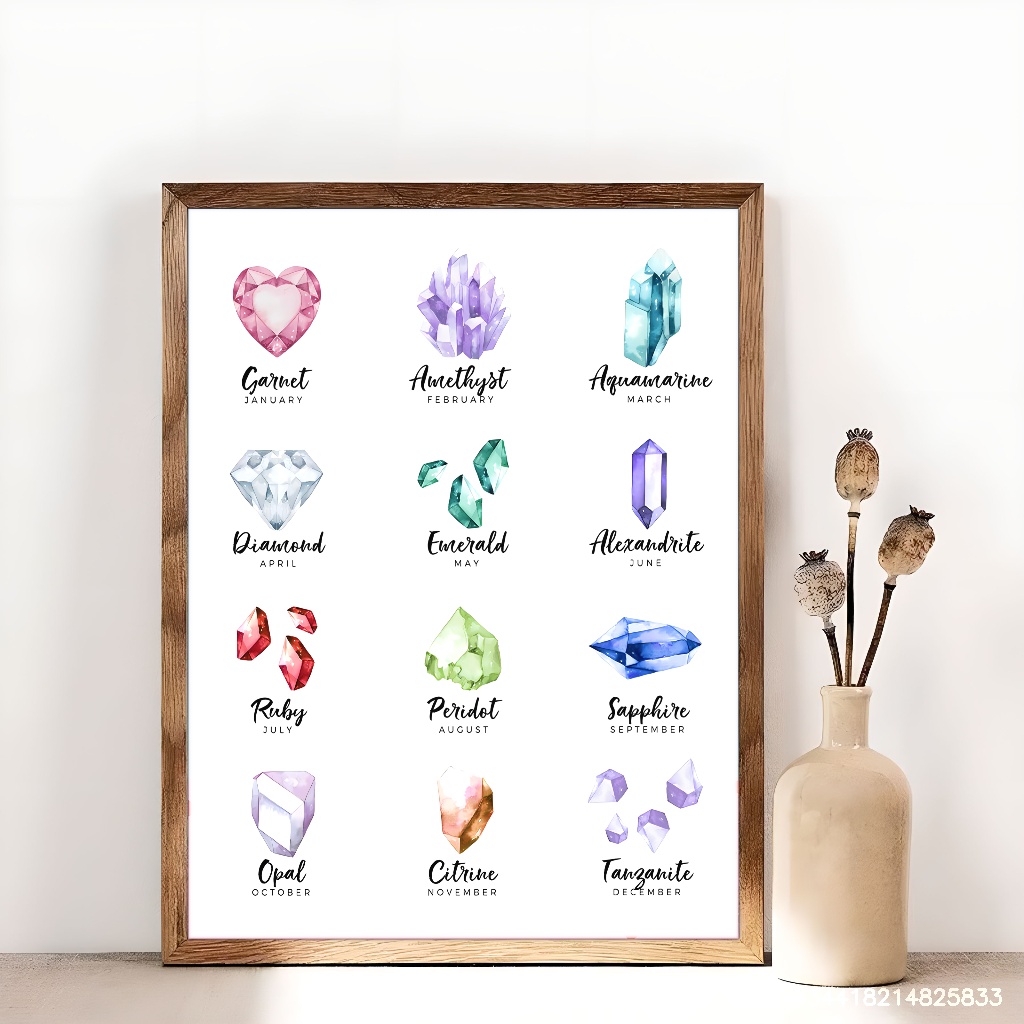 Garnet
JANUARY
Amethyst
FEBRUARY
Aquamarine
MARCH
Diamond
APRIL
Emerald
MAY
Alexandrite
JUNE
Ruby
JULY
Peridot
AUGUST
Sapphire
SEPTEMBER
Opal
OCTOBER
Citrine
NOVEMBER
Tanzanite
DECEMBER
18214825833